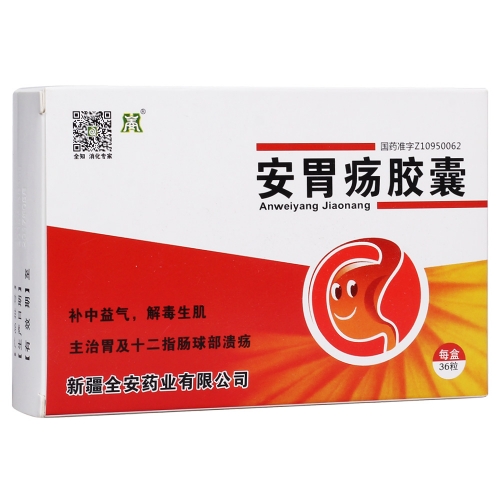 全知 消化专家
国药准字Z10950062
安胃疡胶囊
Anweiyang Jiaonang
补中益气，解毒生肌
主治胃及十二指肠球部溃疡
新疆全安药业有限公司
每盒
36粒